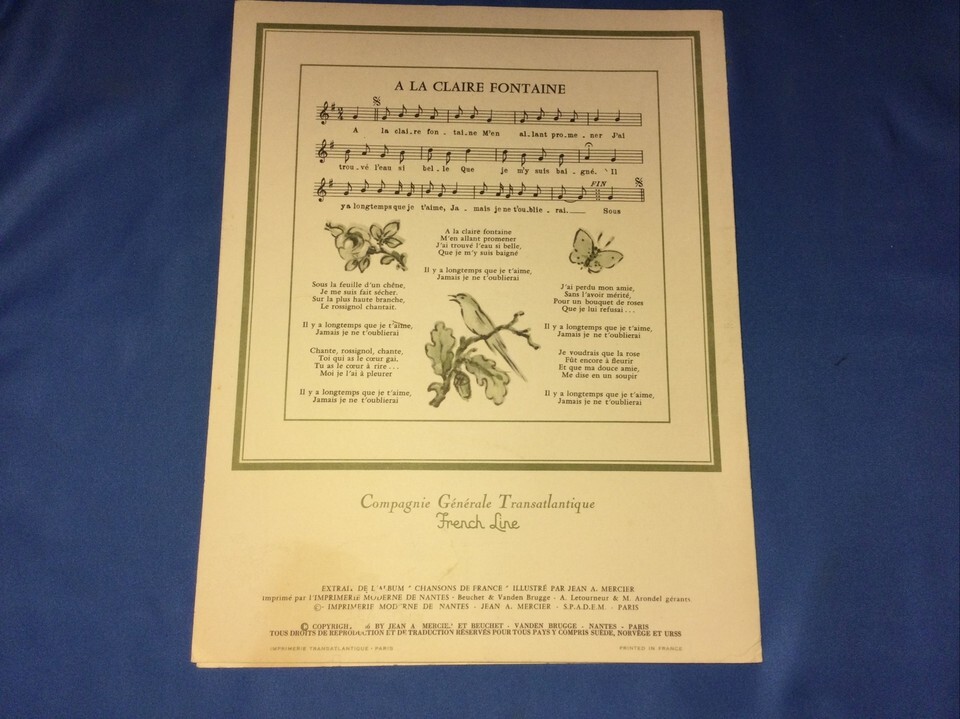 A LA CLAIRE FONTAINE
A la clai.re fon - tai.ne M'en al.lant pro.me . ner J'ai
trou.vé l'eau si bel.le Que je m'y suis bai . gné. Il
FIN
y a longtemps que je t'aime, Ja . mais je ne t'ou.blie . rai. Sous
A la claire fontaine
M'en allant promener
J'ai trouvé l'eau si belle,
Que je m'y suis baigné
Il y a longtemps que je t'aime,
Jamais je ne t'oublierai
Sous la feuille d'un chêne,
Je me suis fait sécher.
Sur la plus haute branche,
Le rossignol chantait.
Il y a longtemps que je t'aime,
Jamais je ne t'oublierai
Chante, rossignol, chante,
Toi qui as le cœur gai.
Tu as le cœur à rire...
Moi je l'ai à pleurer
Il y a longtemps que je t'aime,
Jamais je ne t'oublierai
J'ai perdu mon amie,
Sans l'avoir mérité,
Pour un bouquet de roses
Que je lui refusai...
Il y a longtemps que je t'aime,
Jamais je ne t'oublierai
Je voudrais que la rose
Fût encore à fleurir
Et que ma douce amie,
Me dise en un soupir
Il y a longtemps que je t'aime,
Jamais je ne t'oublierai
Compagnie Générale Transatlantique
French Line
DE L'ALBUM " CHANSONS DE FRANCE " ILLUSTRÉ PAR JEAN A. MERCIER
imprimé par l'IMPRIMERIE MODERNE DE NANTES - Beuchet & Vanden Brugge - A. Letourneur & M. Arondel gérants
© - IMPRIMERIE MODERNE DE NANTES - JEAN A. MERCIER - S.P.A.D.E.M. - PARIS
© BY JEAN A MERCIER ET BEUCHET - VANDEN BRUGGE - NANTES - PARIS
TOUS DROITS DE REPRODUCTION ET DE TRADUCTION RÉSERVÉS POUR TOUS PAYS Y COMPRIS SUÈDE, NORVÈGE ET URSS
IMPRIMERIE TRANSATLANTIQUE - PARIS
PRINTED IN FRANCE